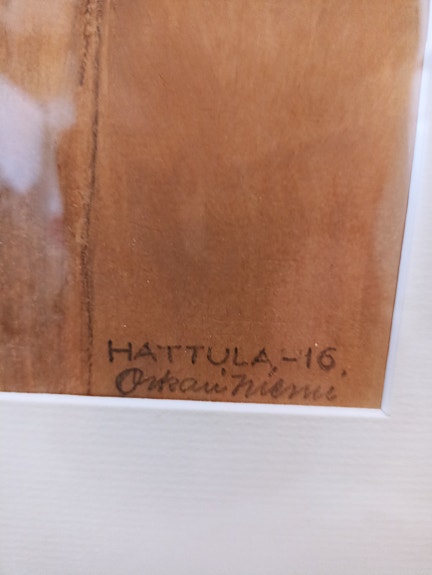 HATTULA, -16.
Oskari Niemi